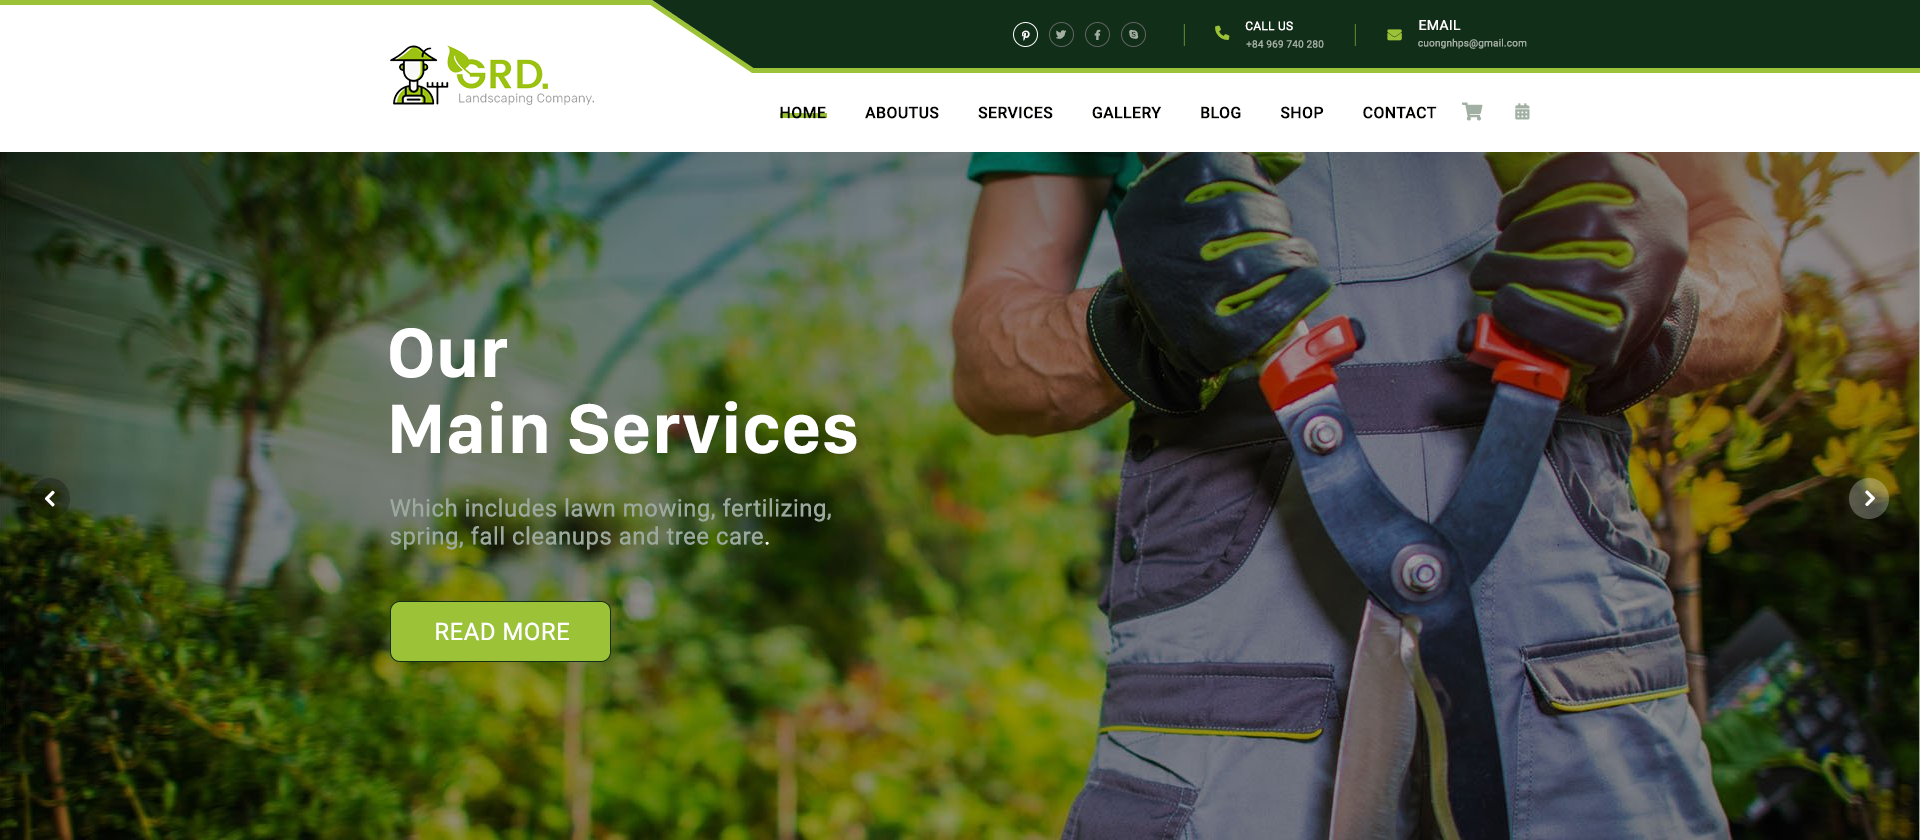 CALL US
+84 969 740 280
EMAIL
cuongnhps@gmail.com
GRD.
Landscaping Company.
HOME
ABOUTUS
SERVICES
GALLERY
BLOG
SHOP
CONTACT
Our
Main Services
Which includes lawn mowing, fertilizing,
spring, fall cleanups and tree care.
READ MORE